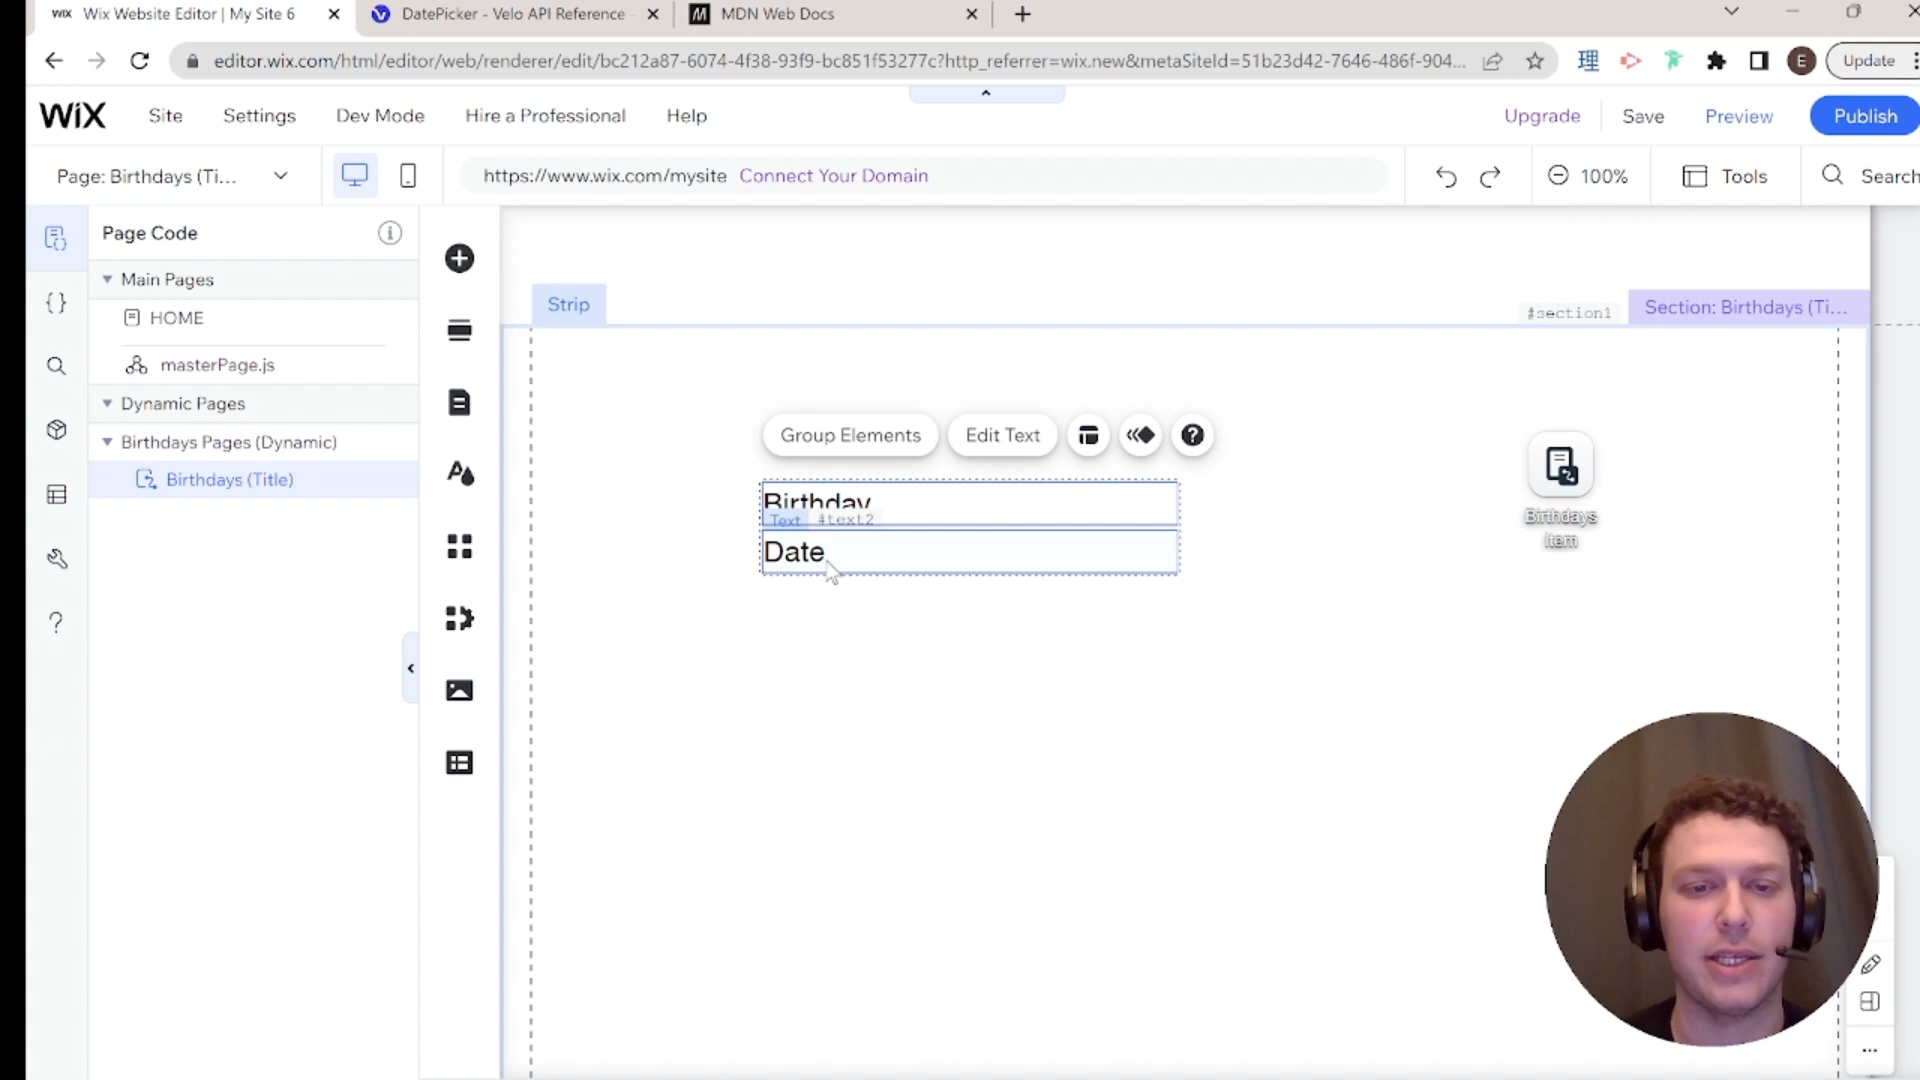 WiX Wix Website Editor | My Site 6
DatePicker - Velo API Reference
MDN Web Docs
editor.wix.com/html/editor/web/renderer/edit/bc212a87-6074-4f38-93f9-bc851f53277c?http_referrer=wix.new&metaSiteId=51b23d42-7646-486f-904...
理
E
Update
WiX
Site
Settings
Dev Mode
Hire a Professional
Help
Upgrade
Save
Preview
Publish
Page: Birthdays (Ti...
https://www.wix.com/mysite
Connect Your Domain
100%
Tools
Search
Page Code
Main Pages
HOME
masterPage.js
Dynamic Pages
Birthdays Pages (Dynamic)
Birthdays (Title)
Strip
#section1
Section: Birthdays (Ti...
Group Elements
Edit Text
Birthday
Text #text2
Date
Birthdays
item